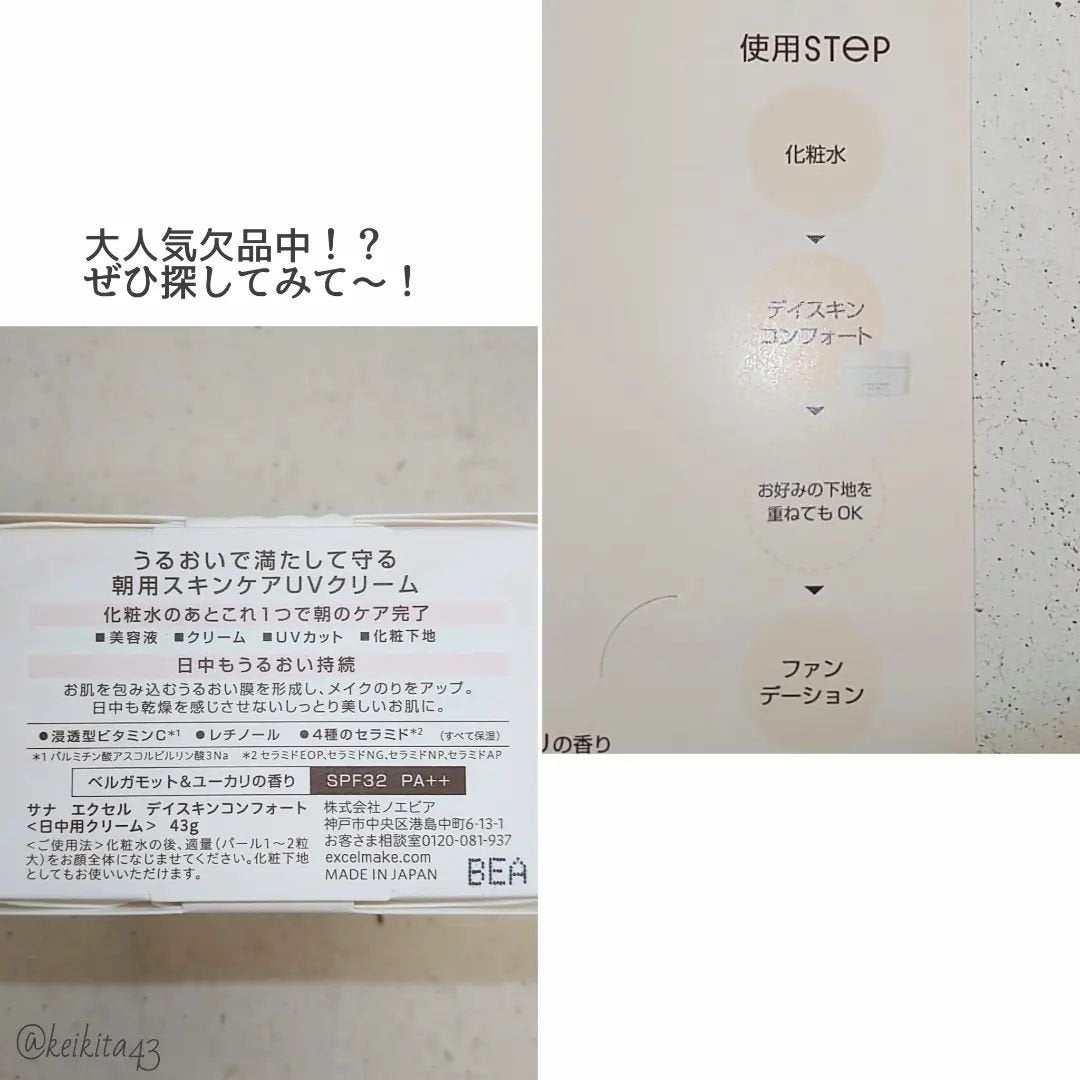 大人気欠品中！？
ぜひ探してみて～！
うるおいで満たして守る
朝用スキンケアUVクリーム
化粧水のあとこれ1つで朝のケア完了
■美容液 ■クリーム ■UVカット ■化粧下地
日中もうるおい持続
お肌を包み込むうるおい膜を形成し、メイクのりをアップ。
日中も乾燥を感じさせないしっとり美しいお肌に。
●浸透型ビタミンC*1 ●レチノール ●4種のセラミド*2 (すべて保湿)
*1 パルミチン酸アスコルビルリン酸3Na *2 セラミドEOP,セラミドNG,セラミドNP,セラミドAP
ベルガモット&ユーカリの香り SPF32 PA++
サナ エクセル デイスキンコンフォート
<日中用クリーム> 43g
<ご使用法>化粧水の後、適量(パール1～2粒
大)をお顔全体になじませてください。化粧下地
としてもお使いいただけます。
株式会社ノエビア
神戸市中央区港島中町6-13-1
お客さま相談室0120-081-937
excelmake.com
MADE IN JAPAN
BEA
@keikita43
使用STeP
化粧水
デイスキン
コンフォート
お好みの下地を
重ねてもOK
ファン
デーション
リの香り